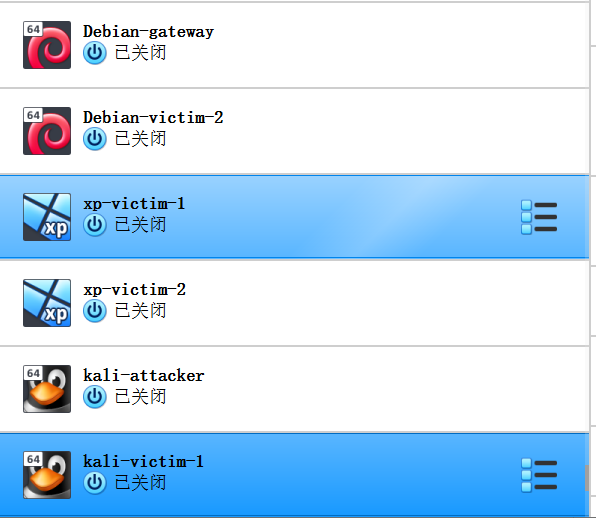 64
Debian-gateway
已关闭
64
Debian-victim-2
已关闭
xp
xp-victim-1
已关闭
xp
xp-victim-2
已关闭
64
kali-attacker
已关闭
64
kali-victim-1
已关闭